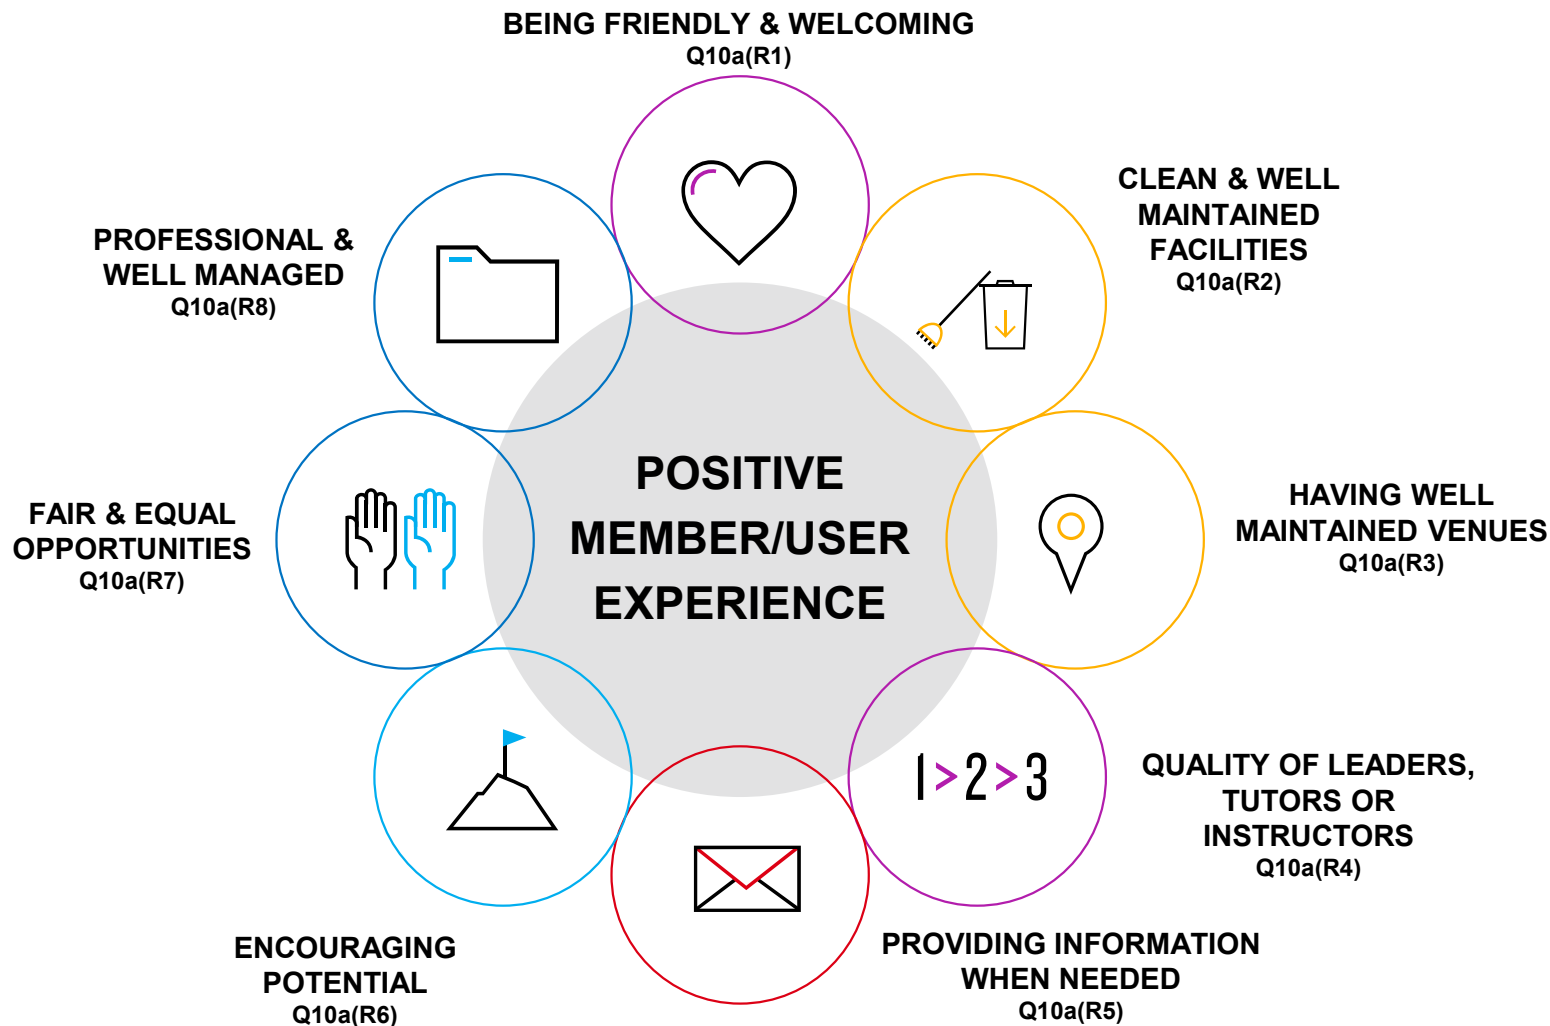 BEING FRIENDLY & WELCOMING
Q10a(R1)
CLEAN & WELL
MAINTAINED
FACILITIES
Q10a(R2)
HAVING WELL
MAINTAINED VENUES
Q10a(R3)
1>2>3
QUALITY OF LEADERS,
TUTORS OR
INSTRUCTORS
Q10a(R4)
PROVIDING INFORMATION
WHEN NEEDED
Q10a(R5)
ENCOURAGING
POTENTIAL
Q10a(R6)
FAIR & EQUAL
OPPORTUNITIES
Q10a(R7)
PROFESSIONAL &
WELL MANAGED
Q10a(R8)
POSITIVE
MEMBER/USER
EXPERIENCE